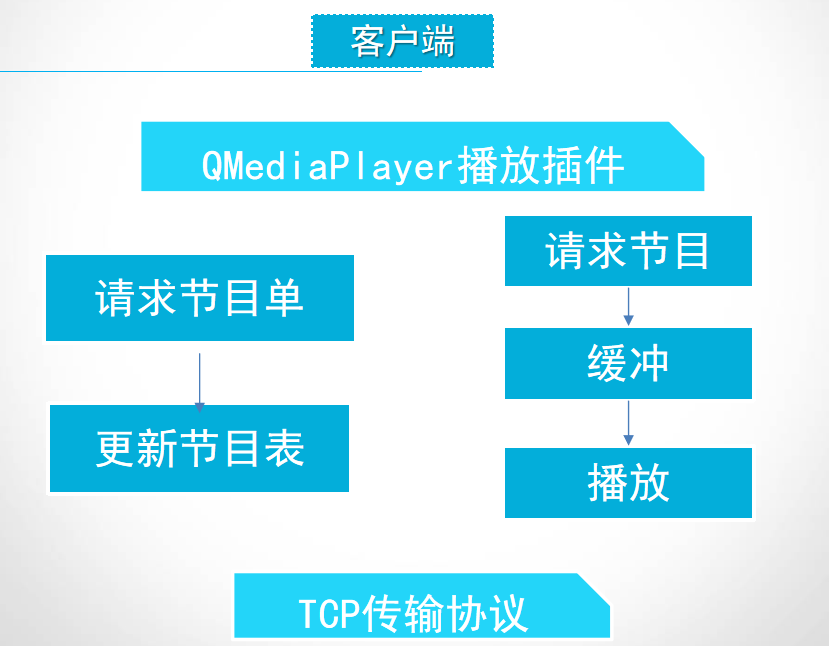 客户端
QMediaPlayer播放插件
请求节目单
更新节目表
请求节目
缓冲
播放
TCP传输协议